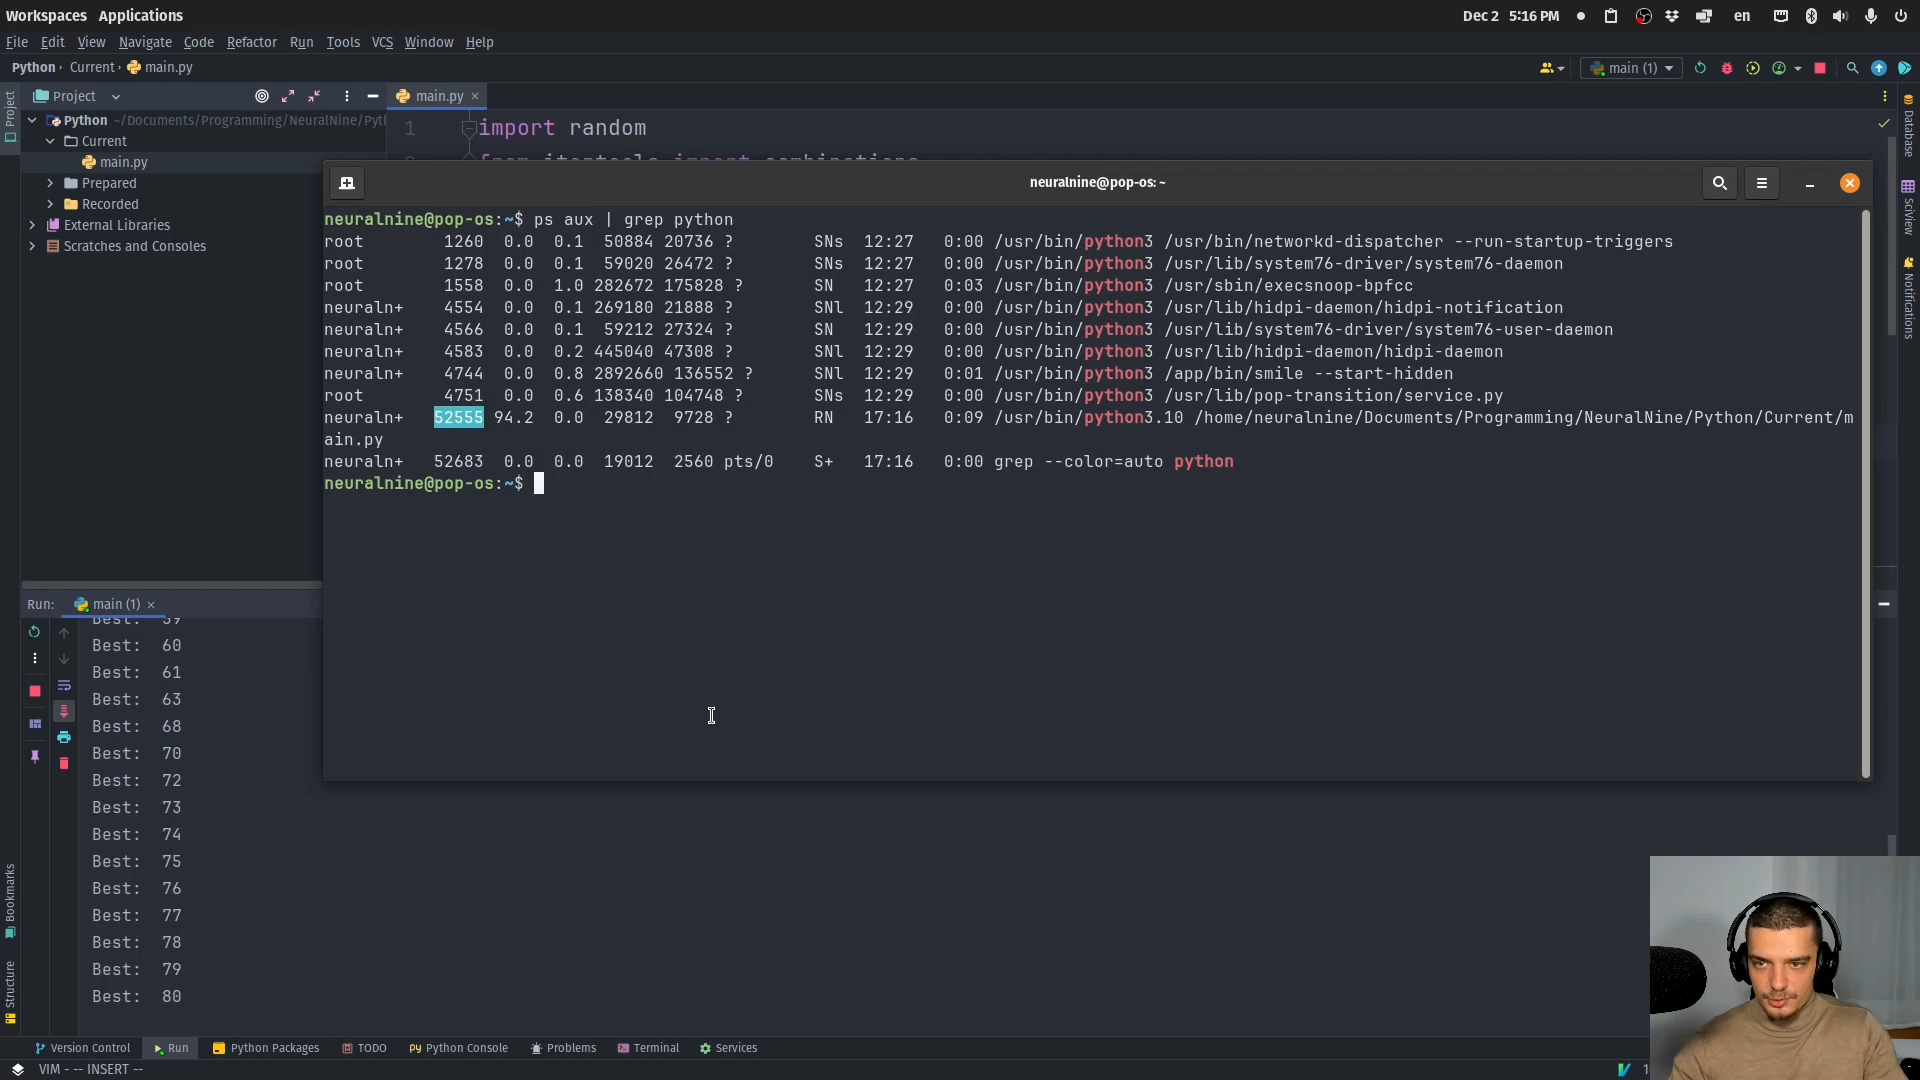 Workspaces Applications
Dec 2 5:16 PM en
File Edit View Navigate Code Refactor Run Tools VCS Window Help
Python Current main.py
main (1)
Project
main.py
Python ~/Documents/Programming/NeuralNine/Pyt
Current
main.py
Prepared
Recorded
External Libraries
Scratches and Consoles
1 import random
Project
Database
SciView
Notifications
neuralnine@pop-os: ~
neuralnine@pop-os:~$ ps aux | grep python
root 1260 0.0 0.1 50884 20736 ? SNs 12:27 0:00 /usr/bin/python3 /usr/bin/networkd-dispatcher --run-startup-triggers
root 1278 0.0 0.1 59020 26472 ? SNs 12:27 0:00 /usr/bin/python3 /usr/lib/system76-driver/system76-daemon
root 1558 0.0 1.0 282672 175828 ? SN 12:27 0:03 /usr/bin/python3 /usr/sbin/execsnoop-bpfcc
neuraln+ 4554 0.0 0.1 269180 21888 ? SNl 12:29 0:00 /usr/bin/python3 /usr/lib/hidpi-daemon/hidpi-notification
neuraln+ 4566 0.0 0.1 59212 27324 ? SN 12:29 0:00 /usr/bin/python3 /usr/lib/system76-driver/system76-user-daemon
neuraln+ 4583 0.0 0.2 445040 47308 ? SNl 12:29 0:00 /usr/bin/python3 /usr/lib/hidpi-daemon/hidpi-daemon
neuraln+ 4744 0.0 0.8 2892660 136552 ? SNl 12:29 0:01 /usr/bin/python3 /app/bin/smile --start-hidden
root 4751 0.0 0.6 138340 104748 ? SNs 12:29 0:00 /usr/bin/python3 /usr/lib/pop-transition/service.py
neuraln+ 52555 94.2 0.0 29812 9728 ? RN 17:16 0:09 /usr/bin/python3.10 /home/neuralnine/Documents/Programming/NeuralNine/Python/Current/m
ain.py
neuraln+ 52683 0.0 0.0 19012 2560 pts/0 S+ 17:16 0:00 grep --color=auto python
neuralnine@pop-os:~$
Run: main (1)
Best: 59
Best: 60
Best: 61
Best: 63
Best: 68
Best: 70
Best: 72
Best: 73
Best: 74
Best: 75
Best: 76
Best: 77
Best: 78
Best: 79
Best: 80
Bookmarks
Structure
Version Control Run Python Packages TODO Python Console Problems Terminal Services
VIM - -- INSERT --